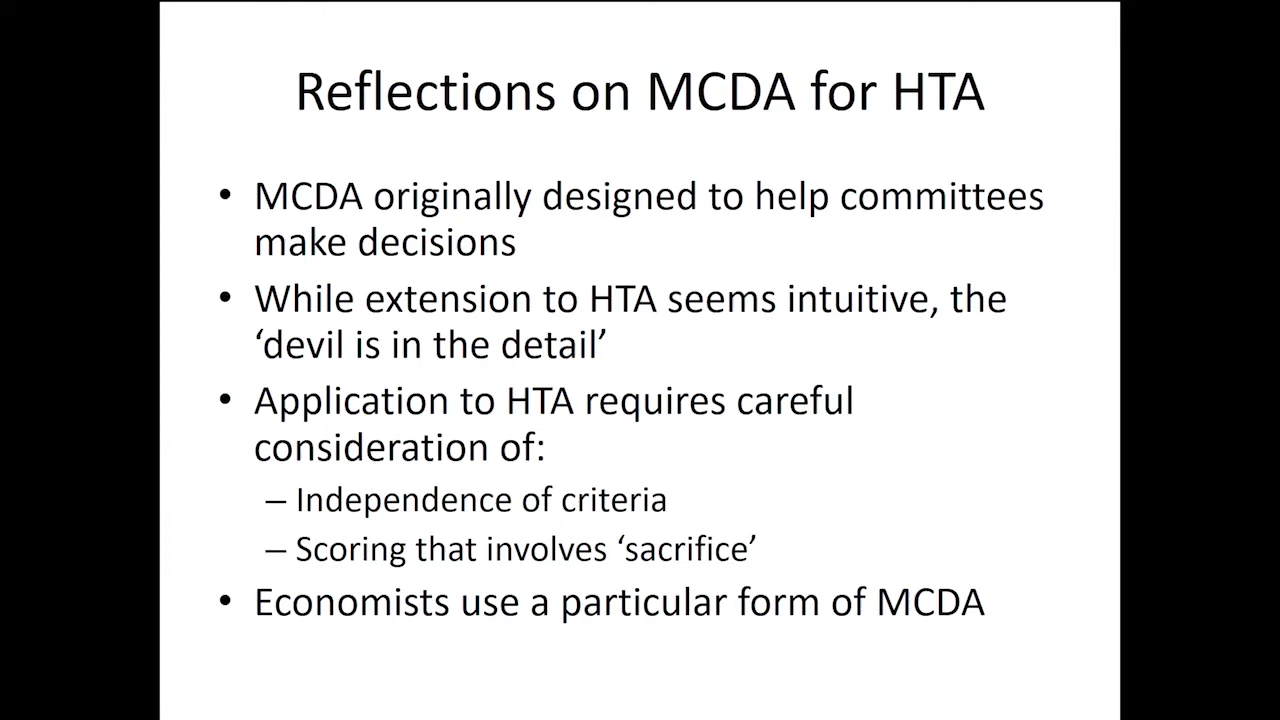 Reflections on MCDA for HTA
• MCDA originally designed to help committees
make decisions
• While extension to HTA seems intuitive, the
‘devil is in the detail’
• Application to HTA requires careful
consideration of:
– Independence of criteria
– Scoring that involves ‘sacrifice’
• Economists use a particular form of MCDA